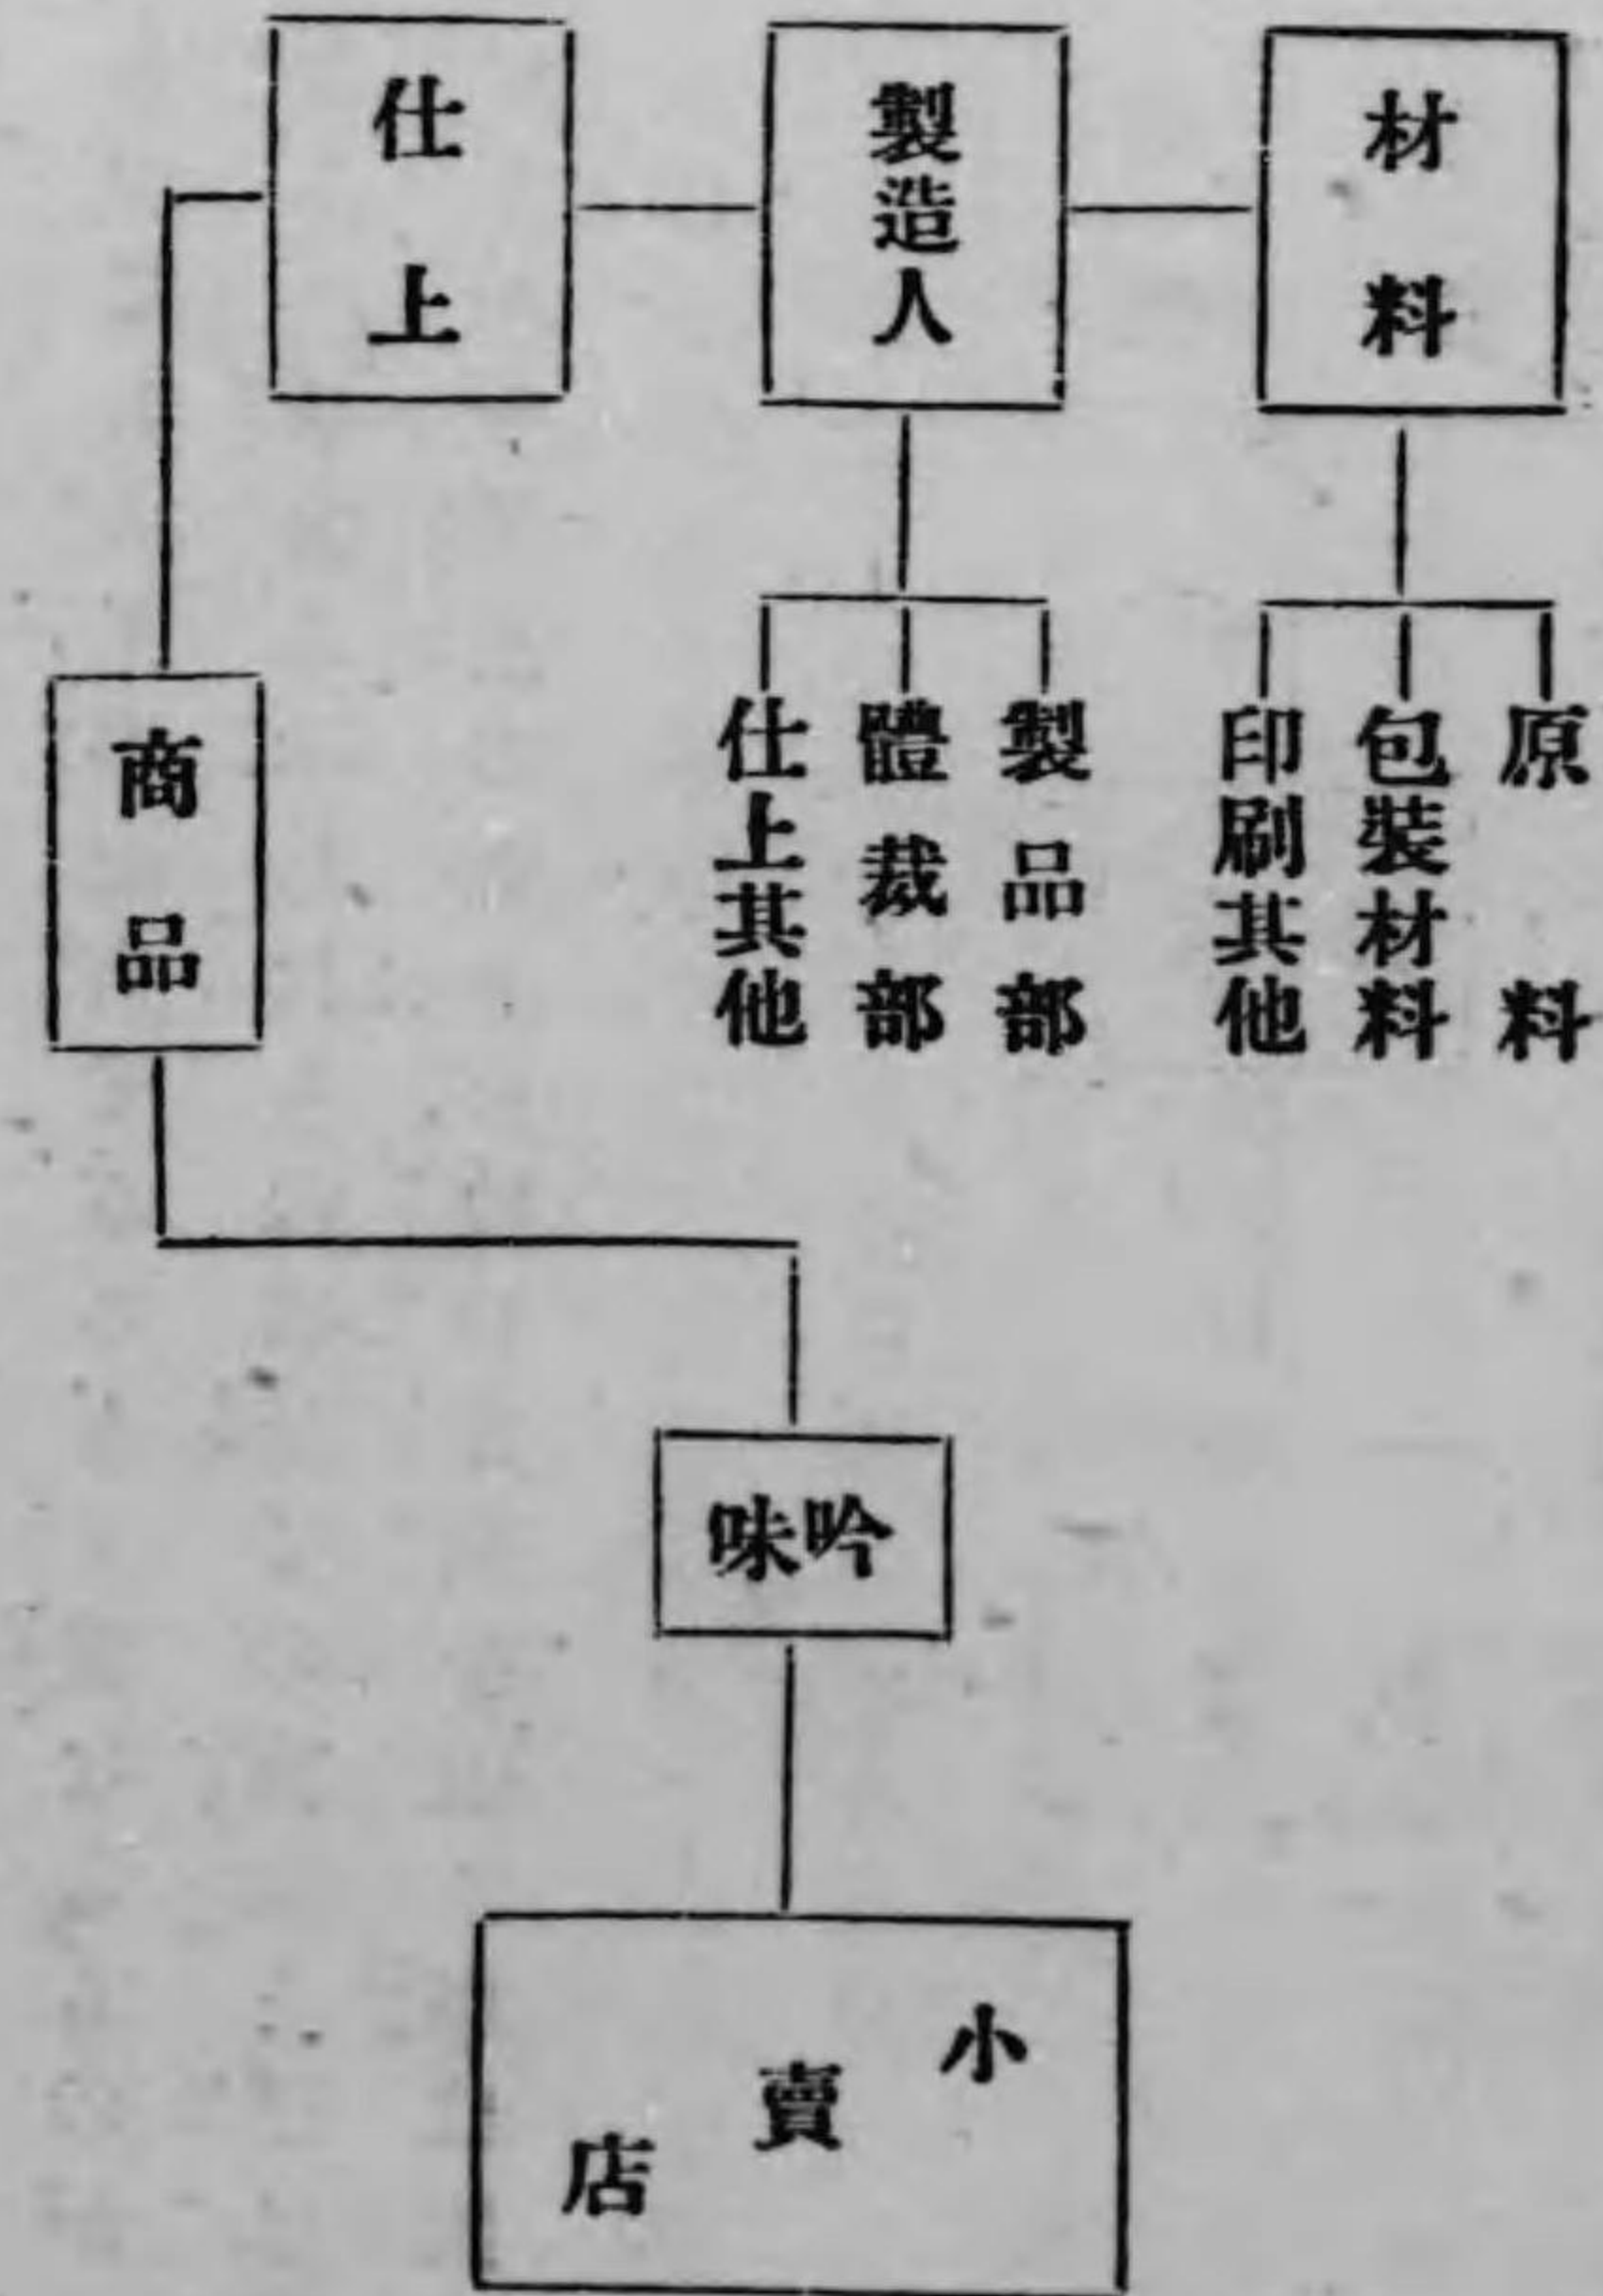 材料
製造人
仕上
原料
包裝材料
印刷其他
製品部
體裁部
仕上其他
商品
吟味
小賣店